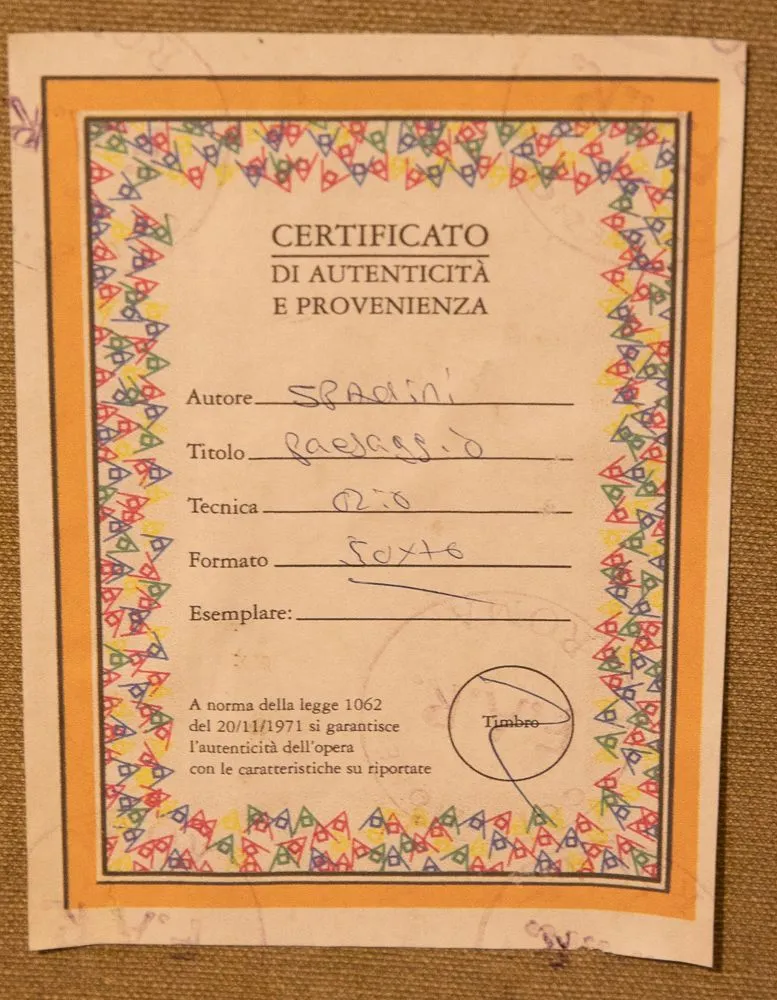 CERTIFICATO
DI AUTENTICITÀ
E PROVENIENZA
Autore SPAdini
Titolo Paesaggio
Tecnica Olio
Formato 50x70
Esemplare:
A norma della legge 1062
del 20/11/1971 si garantisce
l'autenticità dell'opera
con le caratteristiche su riportate
Timbro